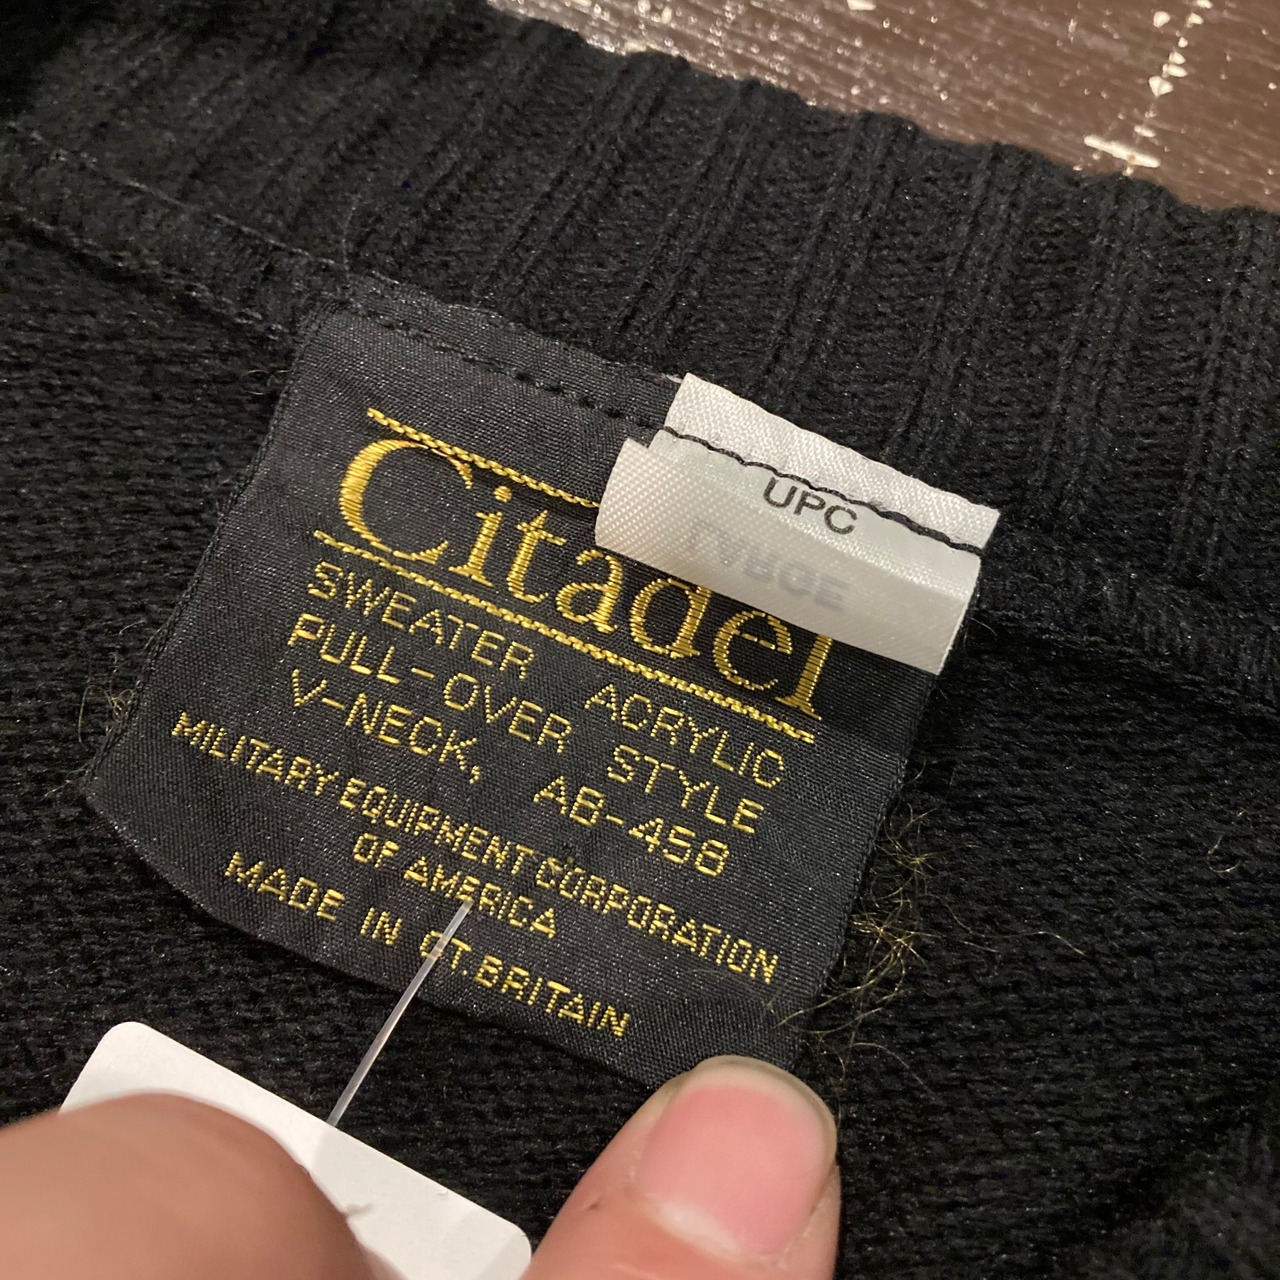 UPC
Citadel
SWEATER ACRYLIC
PULL-OVER STYLE
V-NECK, AB-458
MILITARY EQUIPMENT CORPORATION
OF AMERICA
MADE IN GT. BRITAIN